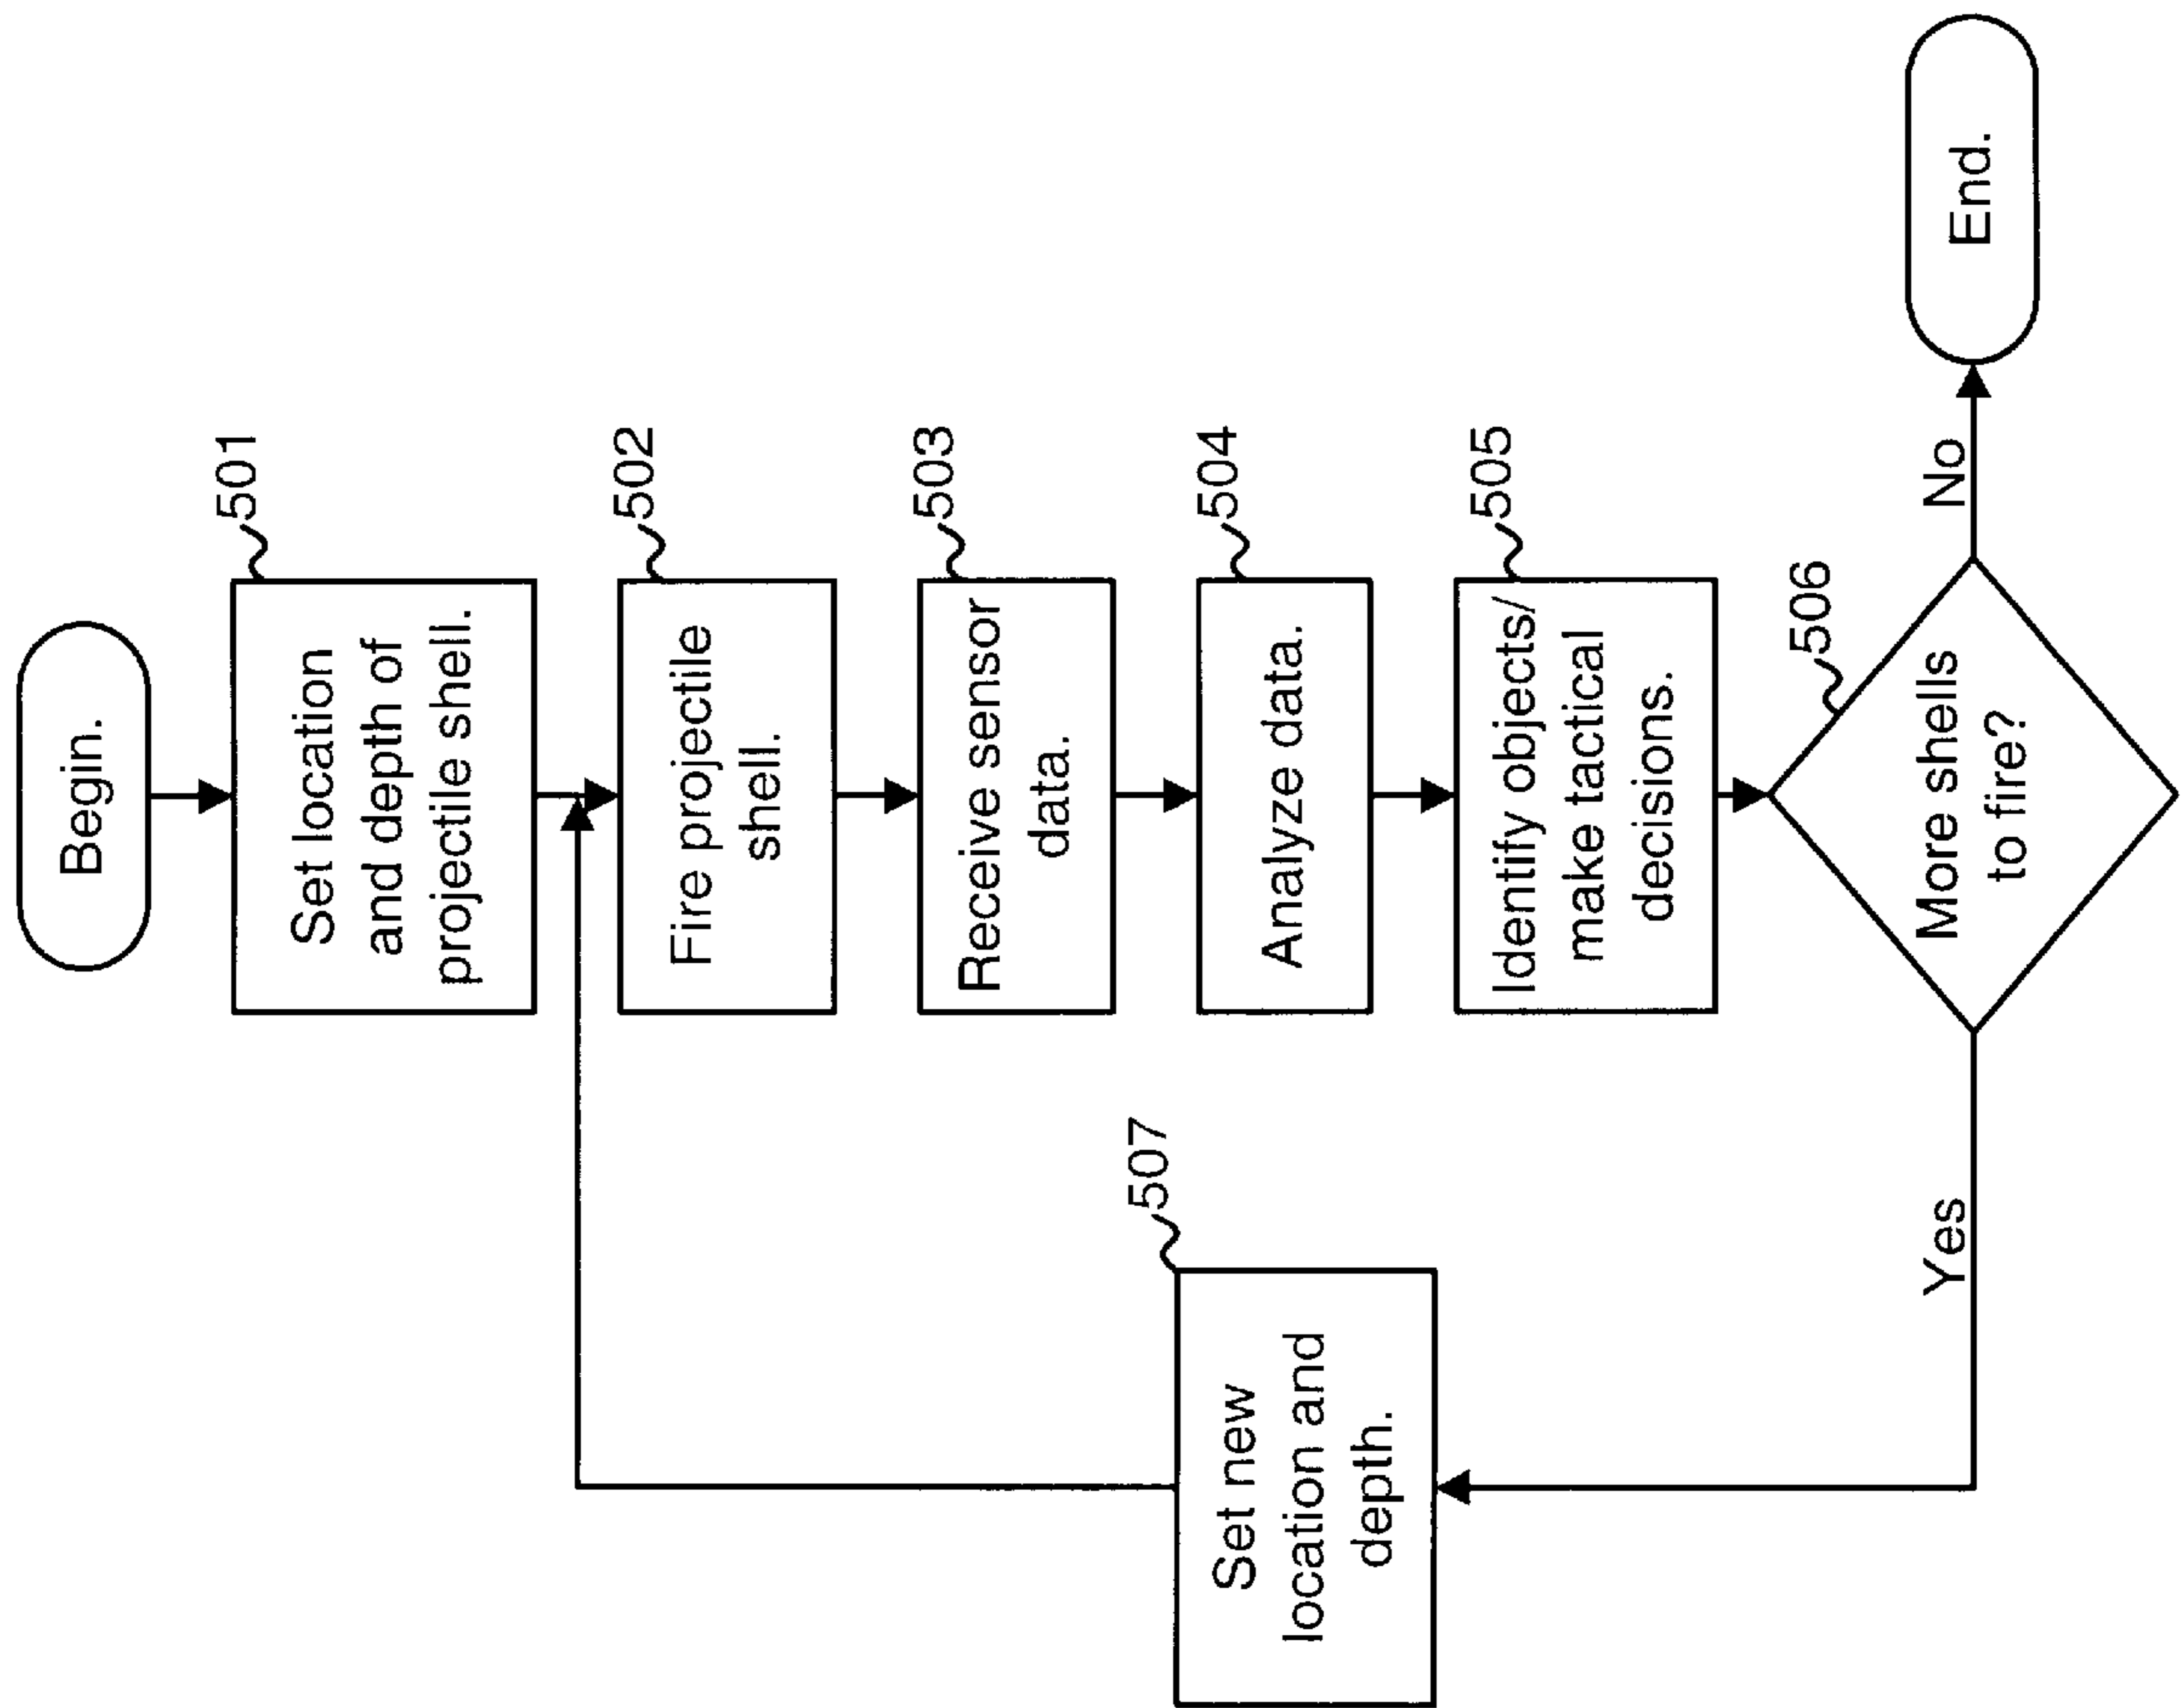 Begin.
501
Set location
and depth of
projectile shell.
502
Fire projectile
shell.
503
Receive sensor
data.
504
Analyze data.
505
Identify objects/
make tactical
decisions.
506
More shells
to fire?
No
End.
Yes
507
Set new
location and
depth.